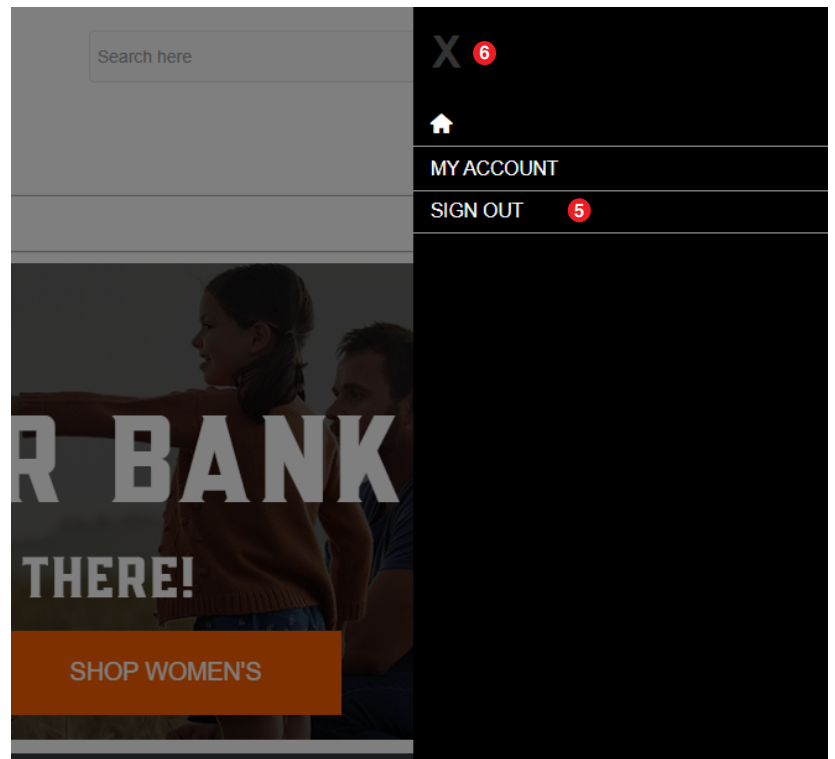 Search here
X 6
MY ACCOUNT
SIGN OUT 5
R BANK
THERE!
SHOP WOMEN'S